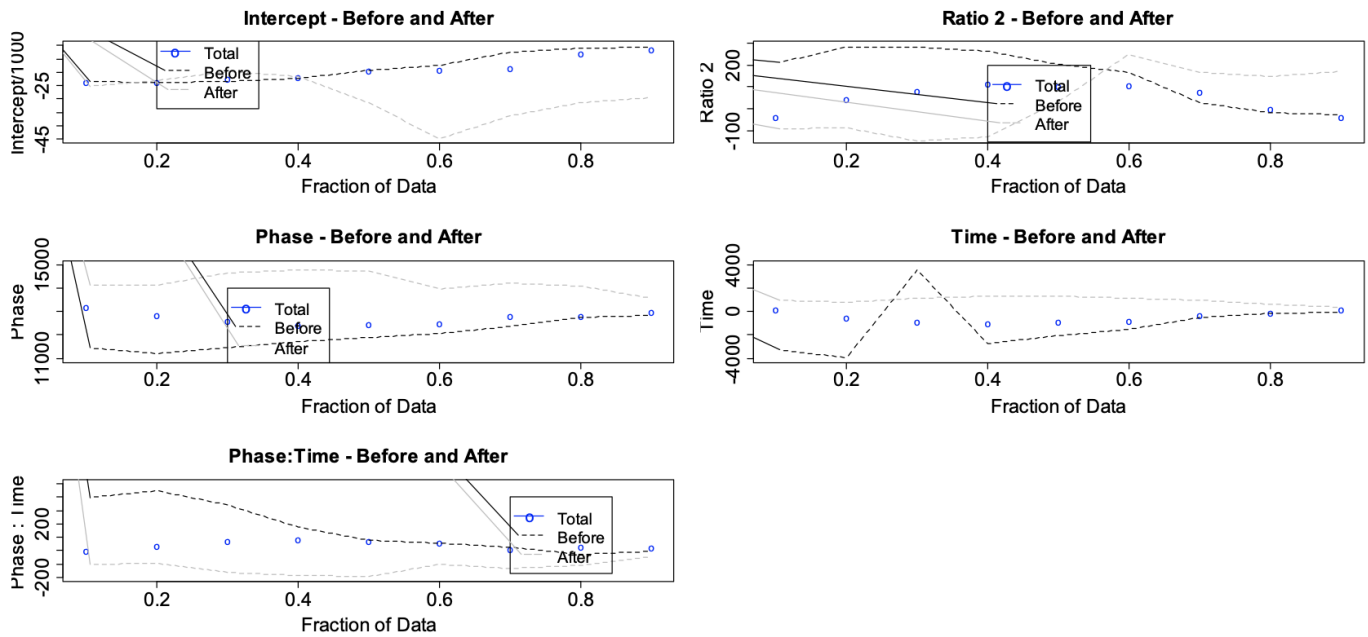 Intercept - Before and After
Intercept/1000
-25
-45
Total
Before
After
0.2 0.4 0.6 0.8
Fraction of Data
Ratio 2 - Before and After
Ratio 2
200
-100
Total
Before
After
0.2 0.4 0.6 0.8
Fraction of Data
Phase - Before and After
Phase
15000
11000
Total
Before
After
0.2 0.4 0.6 0.8
Fraction of Data
Time - Before and After
Time
4000
0
-4000
0.2 0.4 0.6 0.8
Fraction of Data
Phase:Time - Before and After
Phase : Time
200
-200
Total
Before
After
0.2 0.4 0.6 0.8
Fraction of Data